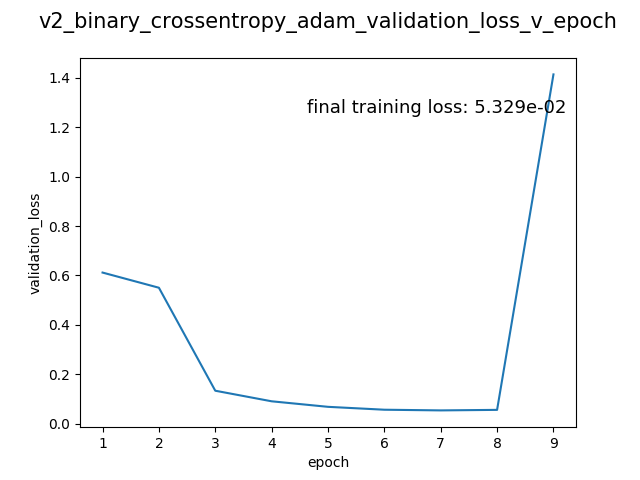 v2_binary_crossentropy_adam_validation_loss_v_epoch
final training loss: 5.329e-02
validation_loss
1.4
1.2
1.0
0.8
0.6
0.4
0.2
0.0
1 2 3 4 5 6 7 8 9
epoch